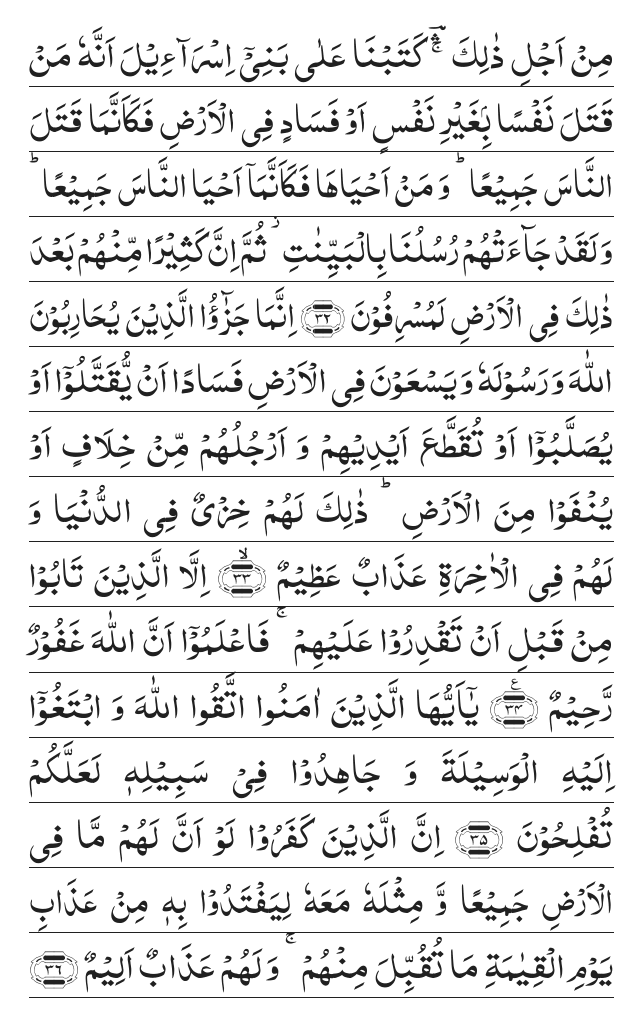 مِنْ اَجْلِ ذٰلِكَ ۛؔۚ كَتَبْنَا عَلٰى بَنِىْۤ اِسْرَآءِيْلَ اَنَّهٗ مَنْ
قَتَلَ نَفْسًۢا بِغَيْرِ نَفْسٍ اَوْ فَسَادٍ فِى الْاَرْضِ فَكَاَنَّمَا قَتَلَ
النَّاسَ جَمِيْعًا ؕ وَ مَنْ اَحْيَاهَا فَكَاَنَّمَاۤ اَحْيَا النَّاسَ جَمِيْعًا ؕ
وَلَقَدْ جَآءَتْهُمْ رُسُلُنَا بِالْبَيِّنٰتِ ۡ ثُمَّ اِنَّ كَثِيْرًا مِّنْهُمْ بَعْدَ
ذٰلِكَ فِى الْاَرْضِ لَمُسْرِفُوْنَ ۳۲ اِنَّمَا جَزٰٓؤُا الَّذِيْنَ يُحَارِبُوْنَ
اللّٰهَ وَ رَسُوْلَهٗ وَ يَسْعَوْنَ فِى الْاَرْضِ فَسَادًا اَنْ يُّقَتَّلُوْۤا اَوْ
يُصَلَّبُوْۤا اَوْ تُقَطَّعَ اَيْدِيْهِمْ وَ اَرْجُلُهُمْ مِّنْ خِلَافٍ اَوْ
يُنْفَوْا مِنَ الْاَرْضِ ؕ ذٰلِكَ لَهُمْ خِزْىٌ فِى الدُّنْيَا وَ
لَهُمْ فِى الْاٰخِرَةِ عَذَابٌ عَظِيْمٌ ۙ‏۳۳ اِلَّا الَّذِيْنَ تَابُوْا
مِنْ قَبْلِ اَنْ تَقْدِرُوْا عَلَيْهِمْ ۚ فَاعْلَمُوْۤا اَنَّ اللّٰهَ غَفُوْرٌ
رَّحِيْمٌ ۳۴ ع يٰۤاَيُّهَا الَّذِيْنَ اٰمَنُوا اتَّقُوا اللّٰهَ وَ ابْتَغُوْۤا
اِلَيْهِ الْوَسِيْلَةَ وَ جَاهِدُوْا فِىْ سَبِيْلِهٖ لَعَلَّكُمْ
تُفْلِحُوْنَ ۳۵ اِنَّ الَّذِيْنَ كَفَرُوْا لَوْ اَنَّ لَهُمْ مَّا فِى
الْاَرْضِ جَمِيْعًا وَّ مِثْلَهٗ مَعَهٗ لِيَفْتَدُوْا بِهٖ مِنْ عَذَابِ
يَوْمِ الْقِيٰمَةِ مَا تُقُبِّلَ مِنْهُمْ ۚ وَ لَهُمْ عَذَابٌ اَلِيْمٌ ۳۶